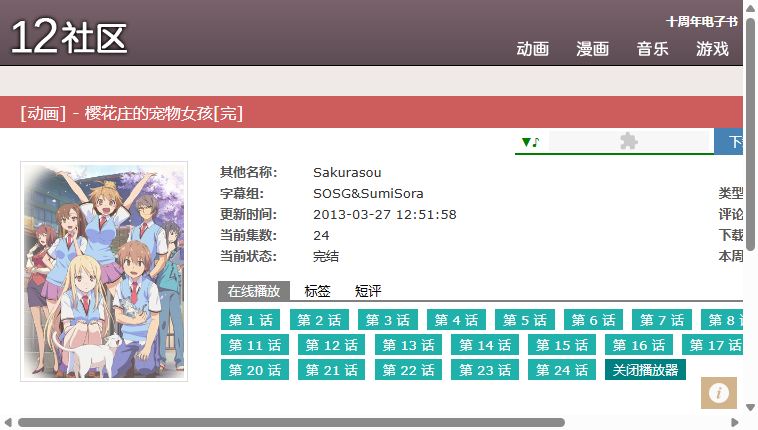 十周年电子书
12社区
动画 漫画 音乐 游戏
[动画] - 樱花庄的宠物女孩[完]
▼♪
其他名称: Sakurasou
字幕组: SOSG&SumiSora 类型
更新时间: 2013-03-27 12:51:58 评论
当前集数: 24 下载
当前状态: 完结 本周
在线播放 标签 短评
第 1 话 第 2 话 第 3 话 第 4 话 第 5 话 第 6 话 第 7 话 第 8
第 11 话 第 12 话 第 13 话 第 14 话 第 15 话 第 16 话 第 17 话
第 20 话 第 21 话 第 22 话 第 23 话 第 24 话 关闭播放器